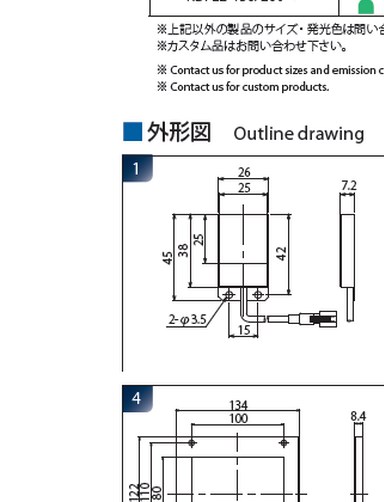 ※上記以外の製品のサイズ・発光色は問い
※カスタム品はお問い合わせ下さい。
※ Contact us for product sizes and emission c
※ Contact us for custom products.
外形図 Outline drawing
1
26
25
7.2
45
38
25
42
2-φ3.5
15
4
134
100
8.4
122
110
80